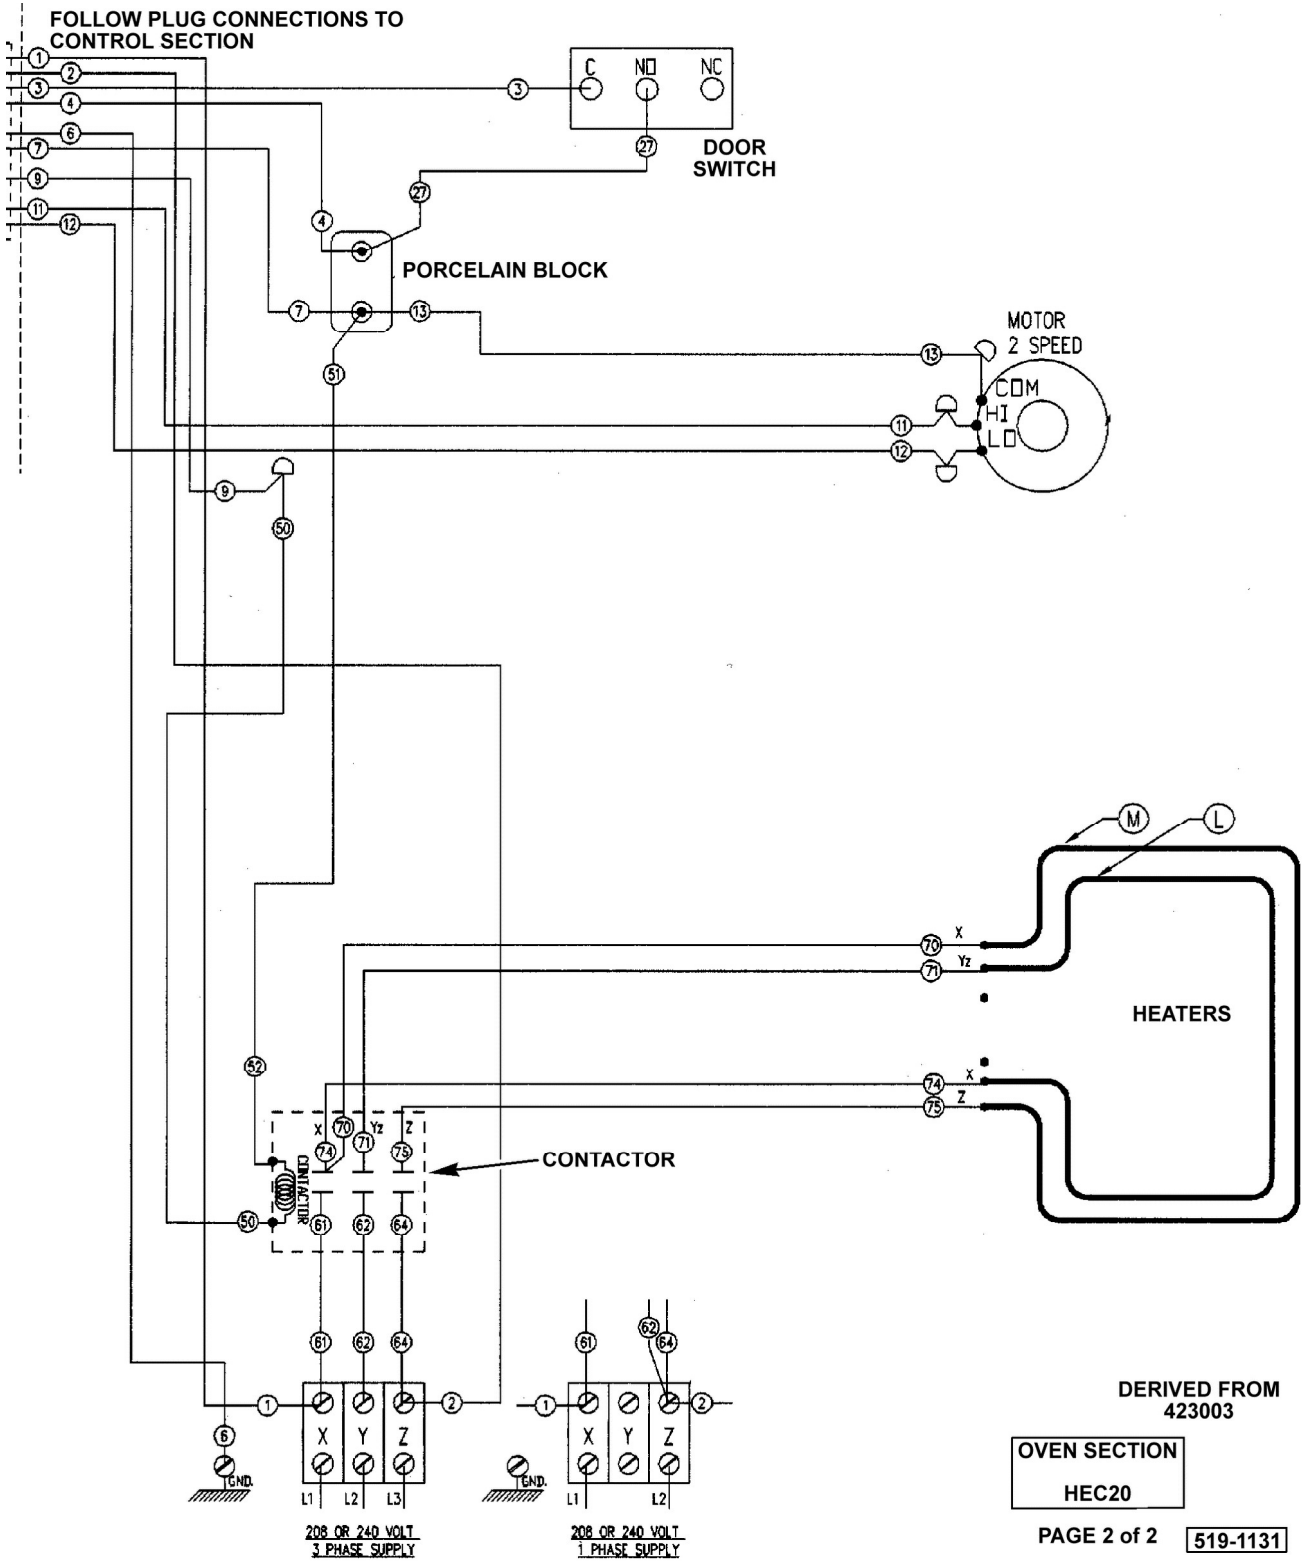 FOLLOW PLUG CONNECTIONS TO
CONTROL SECTION
1
2
3
4
6
7
9
11
12
3
C NO NC
27
DOOR
SWITCH
27
4
PORCELAIN BLOCK
7
13
51
MOTOR
2 SPEED
13
COM
HI
LO
11
12
9
50
M
L
70 X
71 Yz
HEATERS
74 X
75 Z
52
X 70 Yz Z
74 71 75
CONTACTOR
CONTACTOR
50
61 62 64
61 62 64
61 62 64
1
2
1
2
6
X Y Z
X Y Z
GND.
GND.
L1 L2 L3
L1 L2
208 OR 240 VOLT
3 PHASE SUPPLY
208 OR 240 VOLT
1 PHASE SUPPLY
DERIVED FROM
423003
OVEN SECTION
HEC20
PAGE 2 of 2
519-1131